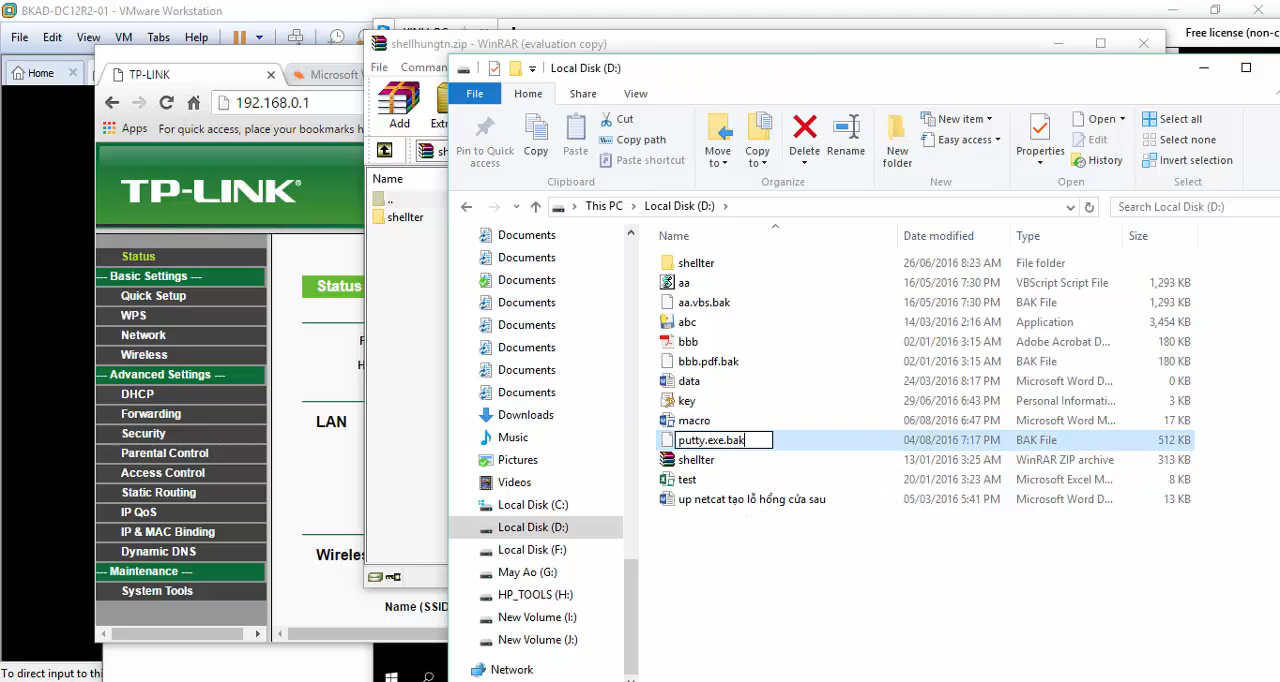 BKAD-DC12R2-01 - VMware Workstation
File Edit View VM Tabs Help
Free license (non-c
Home
TP-LINK
Microsoft
192.168.0.1
Apps For quick access, place your bookmarks h
TP-LINK®
Status
--- Basic Settings ---
Quick Setup
WPS
Network
Wireless
--- Advanced Settings ---
DHCP
Forwarding
Security
Parental Control
Access Control
Static Routing
IP QoS
IP & MAC Binding
Dynamic DNS
--- Maintenance ---
System Tools
Status
LAN
Wireles
Name (SSID
To direct input to thi
shellhungtn.zip - WinRAR (evaluation copy)
File Comman
Add Extr
sh
Name
..
shellter
Local Disk (D:)
File Home Share View
Pin to Quick access
Copy
Paste
Cut
Copy path
Paste shortcut
Move to
Copy to
Delete
Rename
New folder
New item
Easy access
Properties
Open
Edit
History
Select all
Select none
Invert selection
Clipboard Organize New Open Select
This PC > Local Disk (D:) >
Search Local Disk (D:)
Documents
Documents
Documents
Documents
Documents
Documents
Documents
Documents
Downloads
Music
Pictures
Videos
Local Disk (C:)
Local Disk (D:)
Local Disk (F:)
May Ao (G:)
HP_TOOLS (H:)
New Volume (I:)
New Volume (J:)
Network
Name Date modified Type Size
shellter 26/06/2016 8:23 AM File folder
aa 16/05/2016 7:30 PM VBScript Script File 1,293 KB
aa.vbs.bak 16/05/2016 7:30 PM BAK File 1,293 KB
abc 14/03/2016 2:16 AM Application 3,454 KB
bbb 02/01/2016 3:15 AM Adobe Acrobat D... 180 KB
bbb.pdf.bak 02/01/2016 3:15 AM BAK File 180 KB
data 24/03/2016 8:17 PM Microsoft Word D... 0 KB
key 29/06/2016 6:43 PM Personal Informati... 3 KB
macro 06/08/2016 6:47 PM Microsoft Word M... 17 KB
putty.exe.bak 04/08/2016 7:17 PM BAK File 512 KB
shellter 13/01/2016 3:25 AM WinRAR ZIP archive 313 KB
test 20/01/2016 3:23 AM Microsoft Excel M... 8 KB
up netcat tạo lỗ hổng cửa sau 05/03/2016 5:41 PM Microsoft Word D... 13 KB